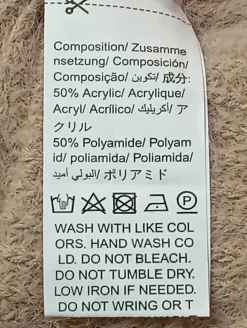 Composition/ Zusamme
nsetzung/ Composición/
Composição/ تكوين/ 成分:
50% Acrylic/ Acrylique/
Acryl/ Acrílico/ أكريليك/ ア
クリル
50% Polyamide/ Polyam
id/ poliamida/ Poliamida/
البولي أميد/ ポリアミド
P
WASH WITH LIKE COL
ORS. HAND WASH CO
LD. DO NOT BLEACH.
DO NOT TUMBLE DRY.
LOW IRON IF NEEDED.
DO NOT WRING OR T